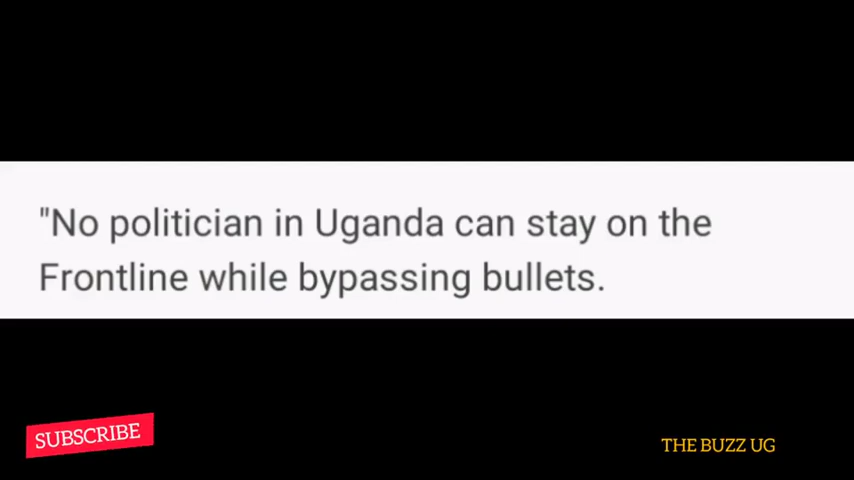 "No politician in Uganda can stay on the
Frontline while bypassing bullets.
SUBSCRIBE
THE BUZZ UG